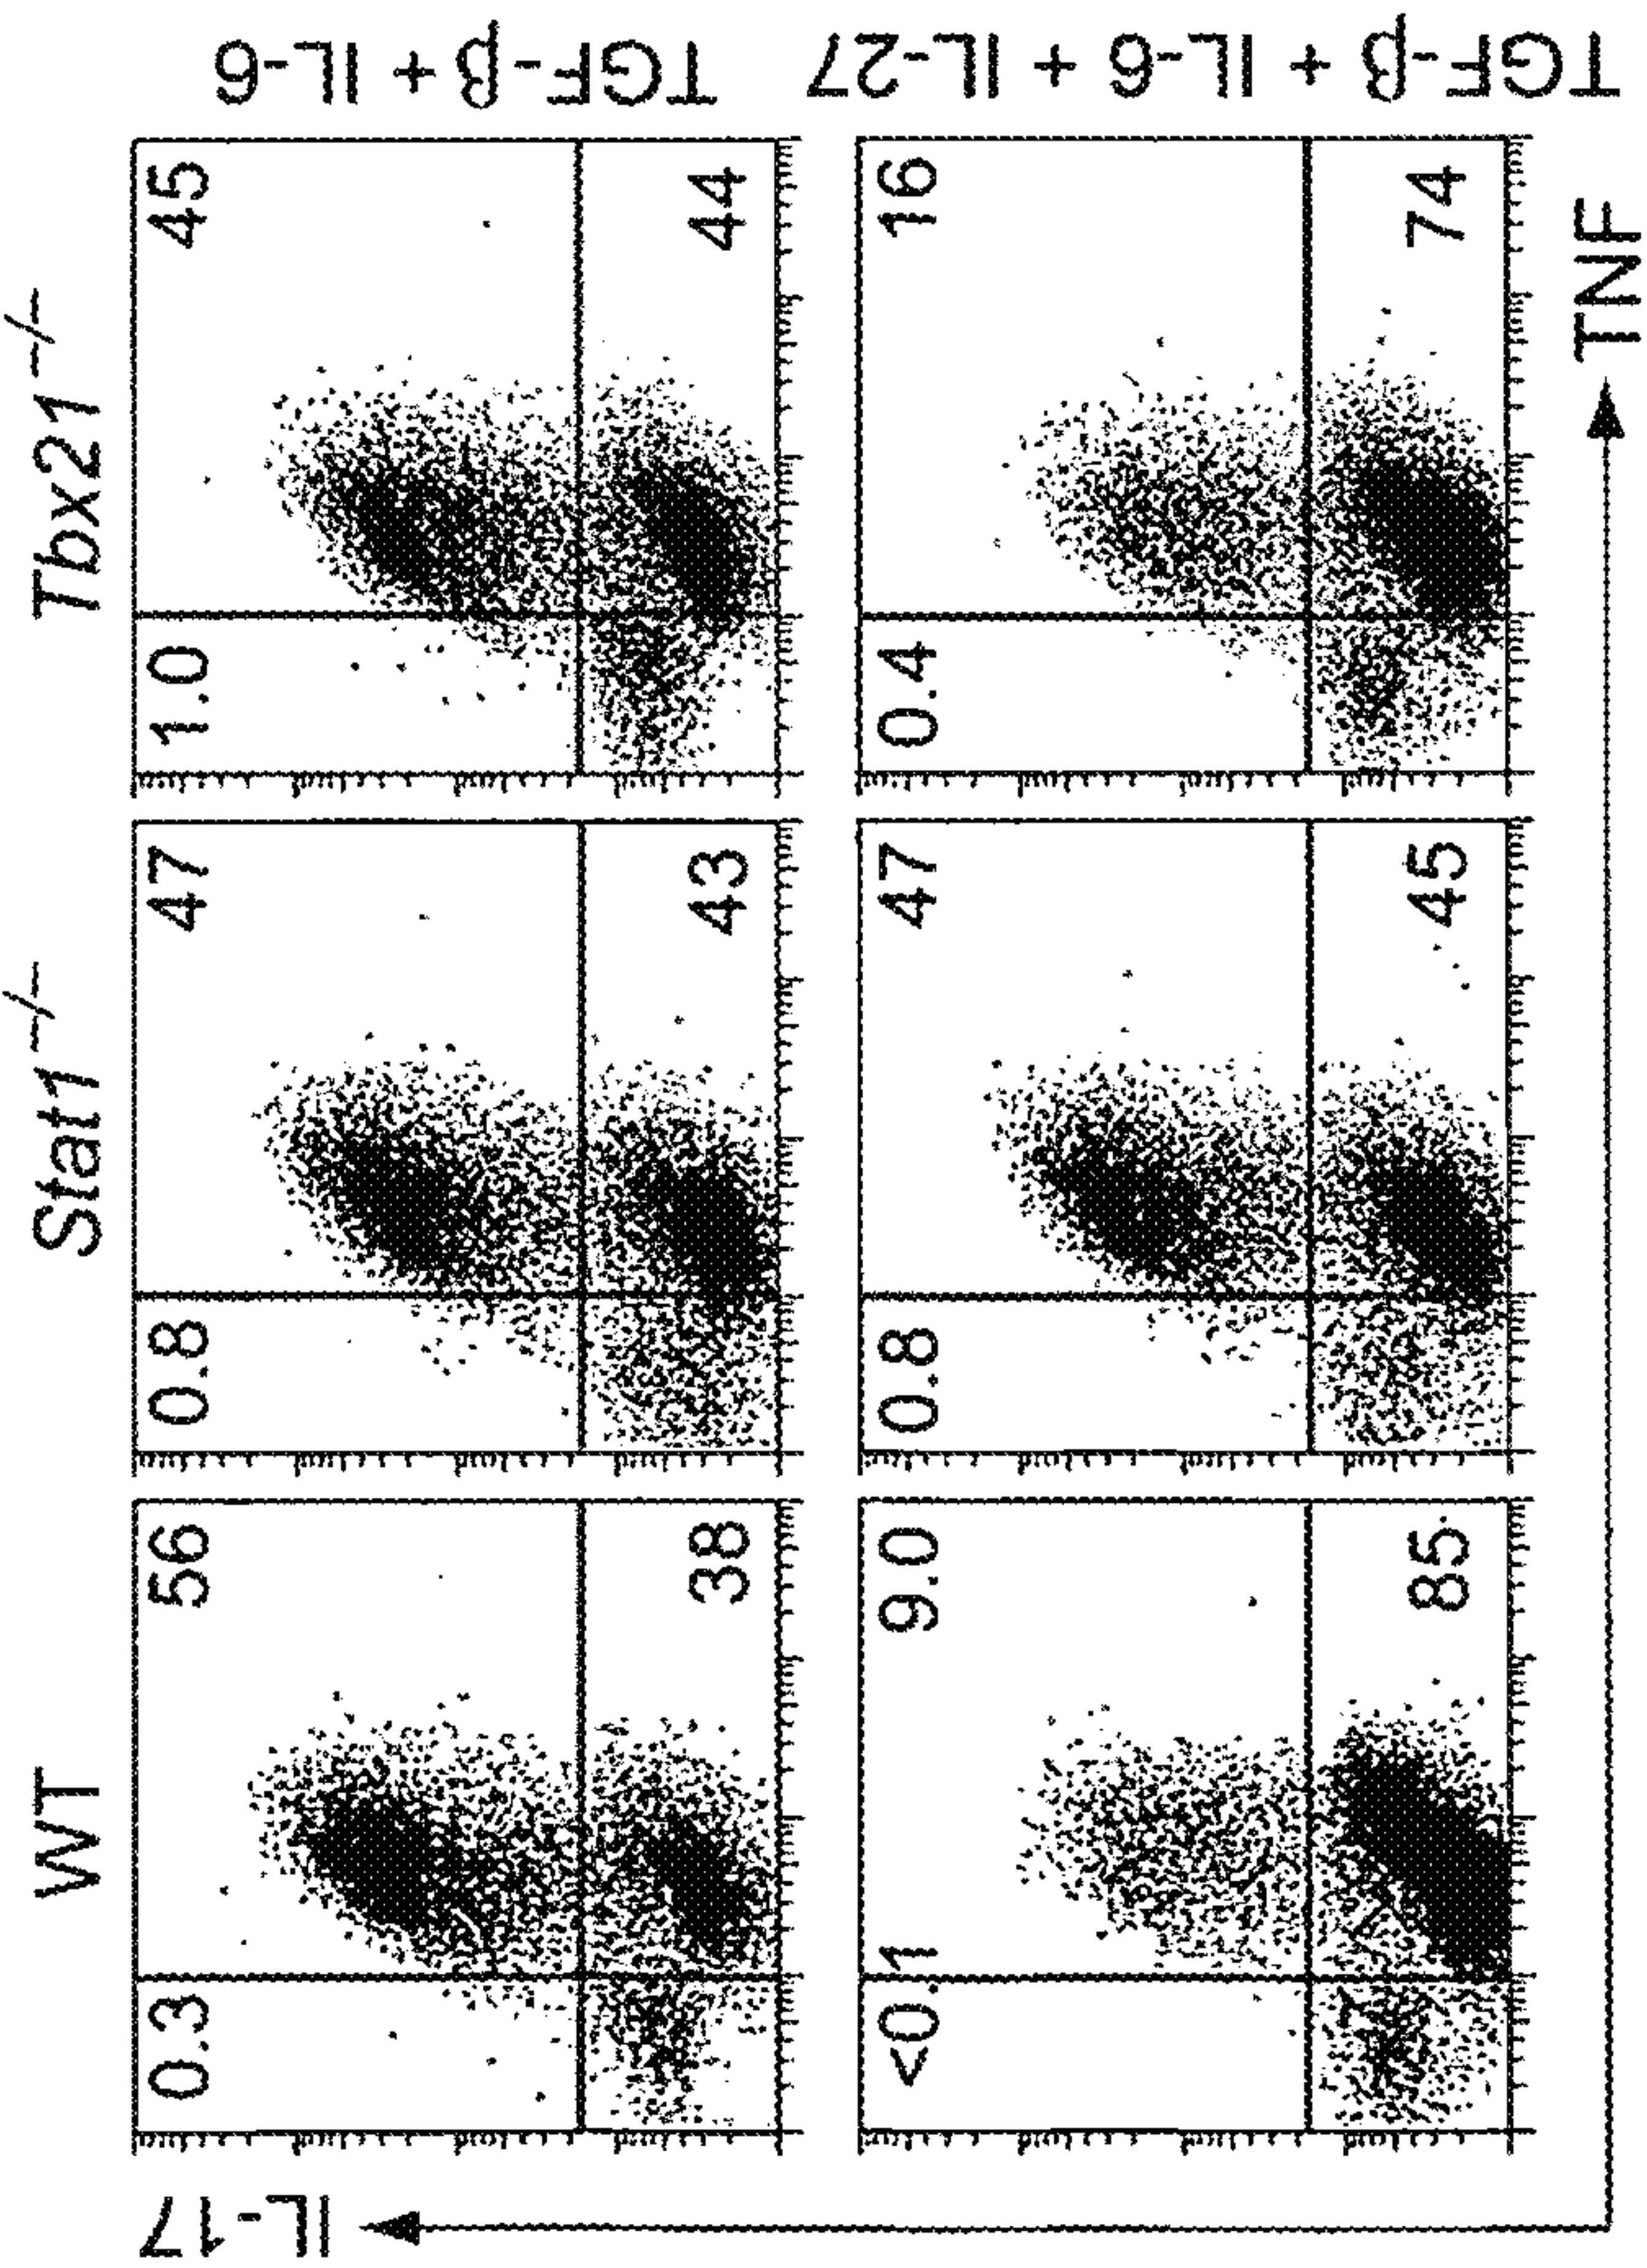 WT
Stat1−/−
Tbx21−/−
0.3
56
38
0.8
47
43
1.0
45
44
TGF-β + IL-6
<0.1
9.0
85
0.8
47
45
0.4
16
74
TGF-β + IL-6 + IL-27
IL-17
TNF